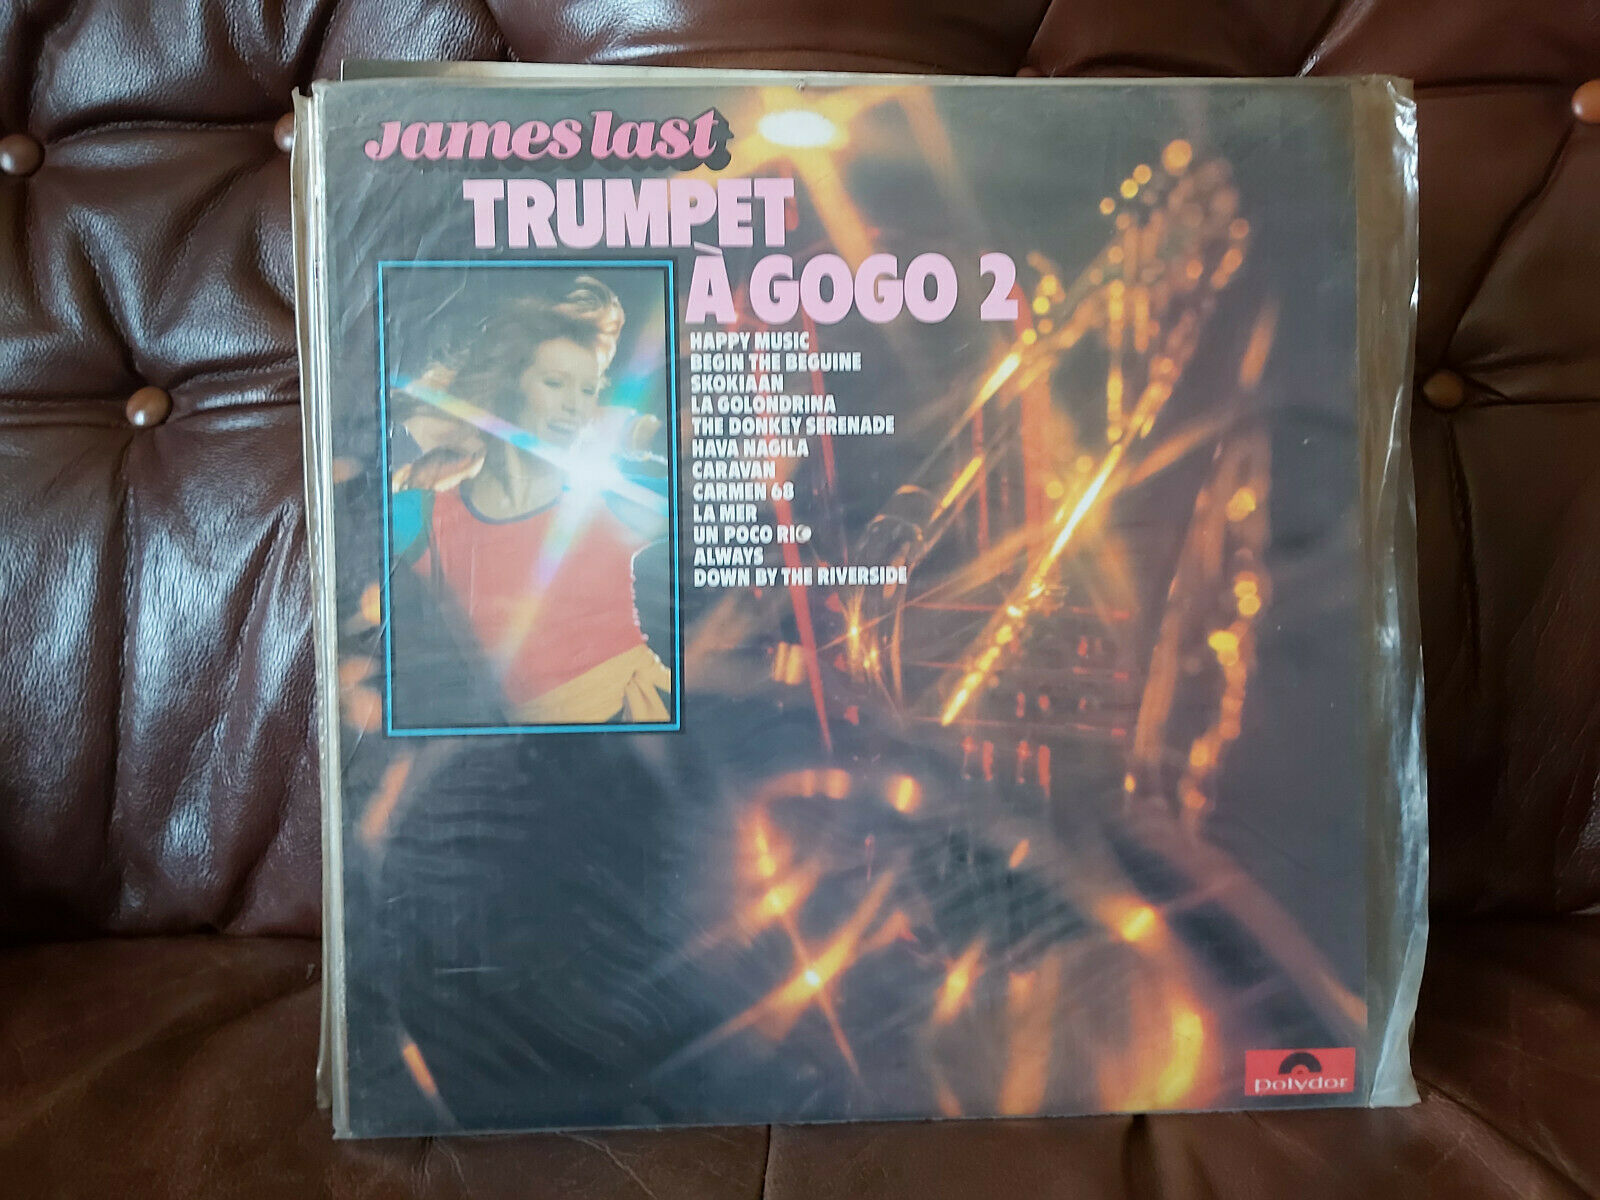 James last
TRUMPET
À GOGO 2
HAPPY MUSIC
BEGIN THE BEGUINE
SKOKIAAN
LA GOLONDRINA
THE DONKEY SERENADE
HAVA NAGILA
CARAVAN
CARMEN 68
LA MER
UN POCO RIO
ALWAYS
DOWN BY THE RIVERSIDE
polydor